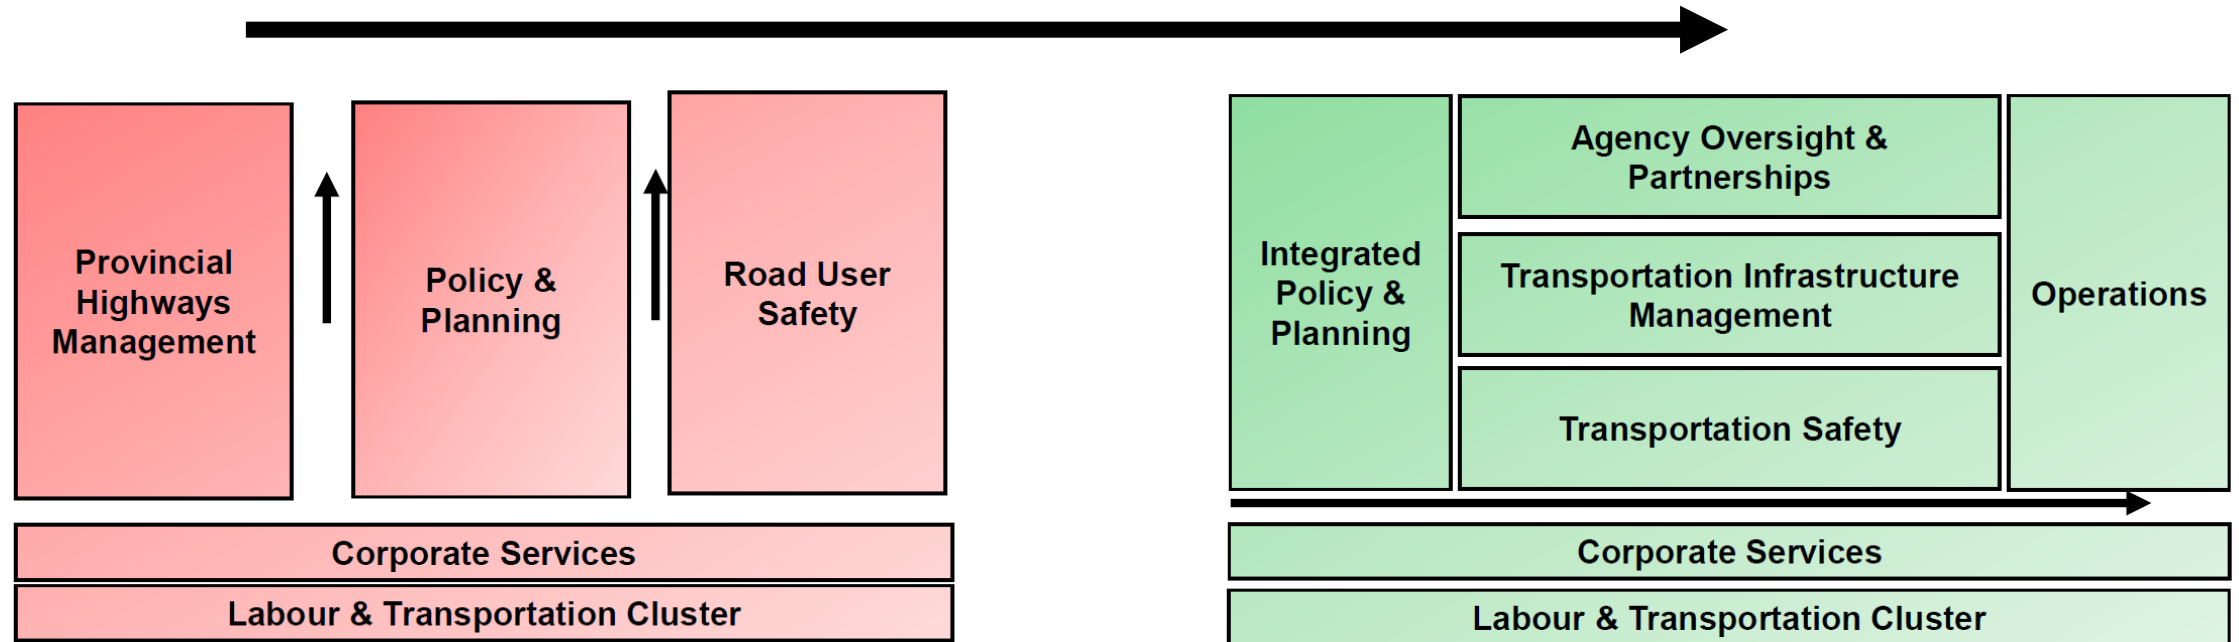 Provincial
Highways
Management
Policy &
Planning
Road User
Safety
Corporate Services
Labour & Transportation Cluster
Integrated
Policy &
Planning
Agency Oversight &
Partnerships
Transportation Infrastructure
Management
Transportation Safety
Operations
Corporate Services
Labour & Transportation Cluster